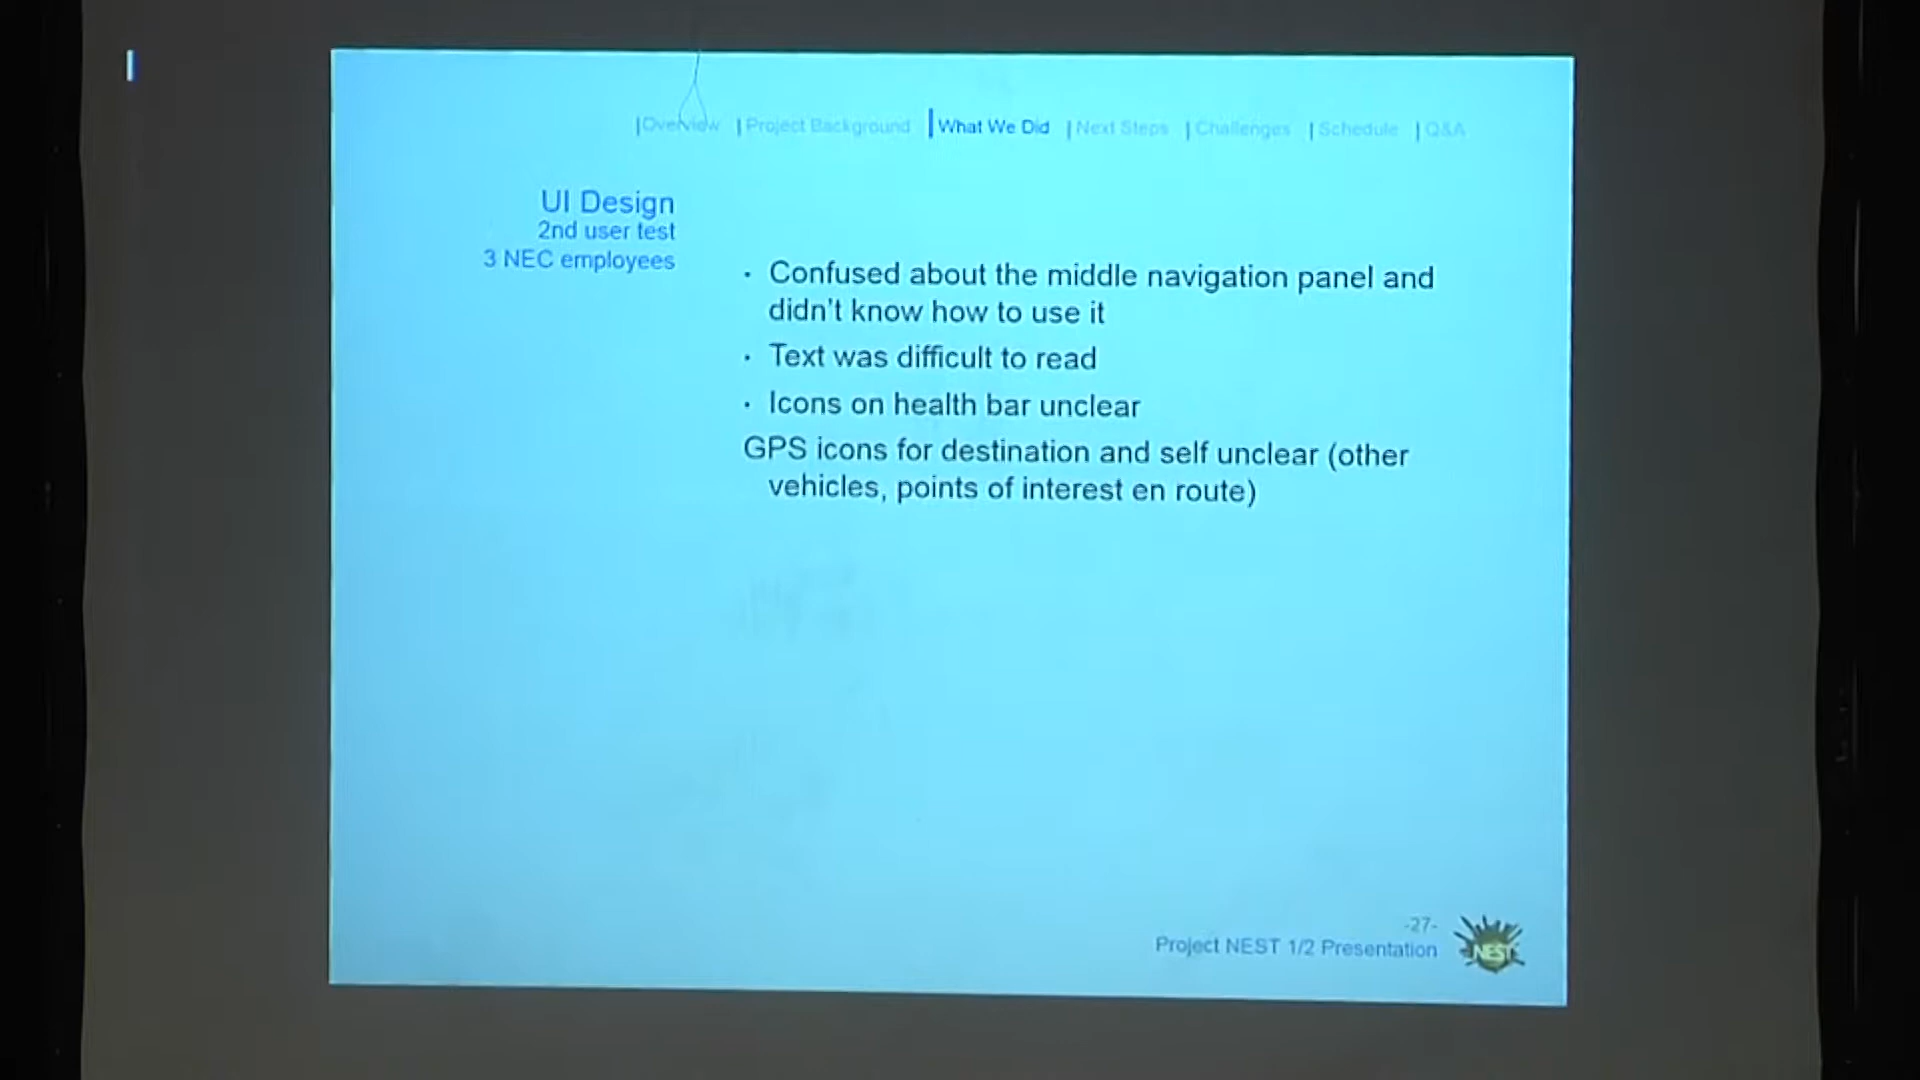 |Overview |Project Background |What We Did |Next Steps |Challenges |Schedule |Q&A
UI Design
2nd user test
3 NEC employees
· Confused about the middle navigation panel and
didn't know how to use it
· Text was difficult to read
· Icons on health bar unclear
GPS icons for destination and self unclear (other
vehicles, points of interest en route)
-27-
Project NEST 1/2 Presentation
NEST